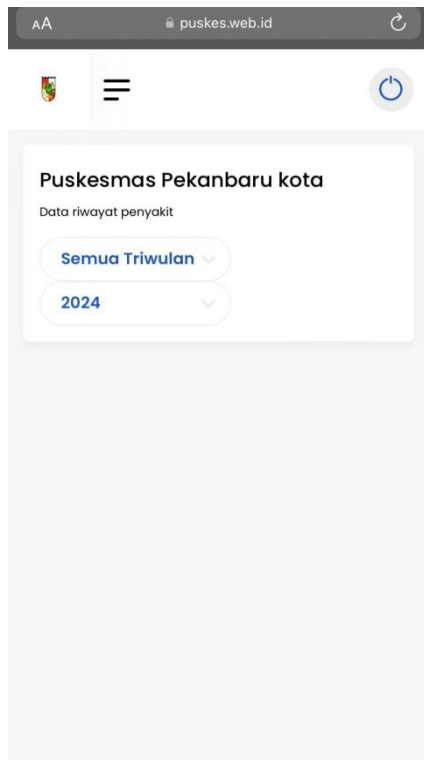 AA
puskes.web.id
Puskesmas Pekanbaru kota
Data riwayat penyakit
Semua Triwulan
2024